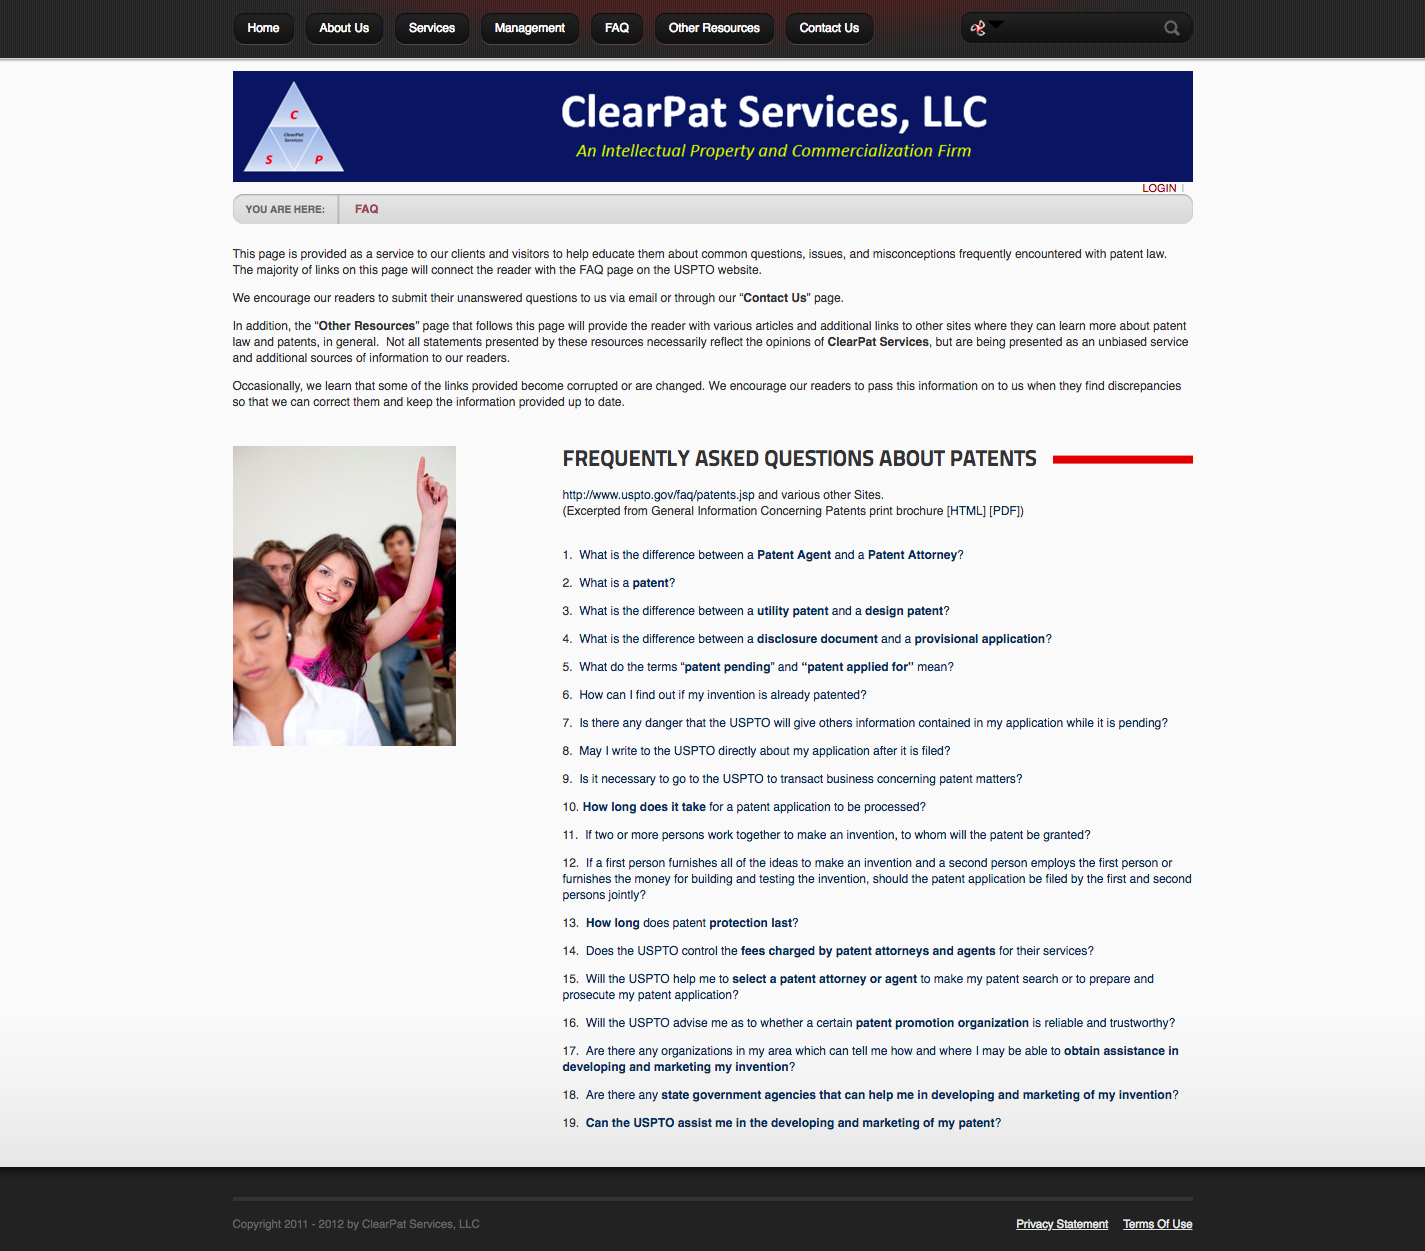 Home About Us Services Management FAQ Other Resources Contact Us
C
ClearPat
Services
S P
ClearPat Services, LLC
An Intellectual Property and Commercialization Firm
LOGIN |
YOU ARE HERE: FAQ
This page is provided as a service to our clients and visitors to help educate them about common questions, issues, and misconceptions frequently encountered with patent law.
The majority of links on this page will connect the reader with the FAQ page on the USPTO website.
We encourage our readers to submit their unanswered questions to us via email or through our “Contact Us” page.
In addition, the “Other Resources” page that follows this page will provide the reader with various articles and additional links to other sites where they can learn more about patent
law and patents, in general.  Not all statements presented by these resources necessarily reflect the opinions of ClearPat Services, but are being presented as an unbiased service
and additional sources of information to our readers.
Occasionally, we learn that some of the links provided become corrupted or are changed. We encourage our readers to pass this information on to us when they find discrepancies
so that we can correct them and keep the information provided up to date.
FREQUENTLY ASKED QUESTIONS ABOUT PATENTS
http://www.uspto.gov/faq/patents.jsp and various other Sites.
(Excerpted from General Information Concerning Patents print brochure [HTML] [PDF])
1.  What is the difference between a Patent Agent and a Patent Attorney?
2.  What is a patent?
3.  What is the difference between a utility patent and a design patent?
4.  What is the difference between a disclosure document and a provisional application?
5.  What do the terms “patent pending” and “patent applied for” mean?
6.  How can I find out if my invention is already patented?
7.  Is there any danger that the USPTO will give others information contained in my application while it is pending?
8.  May I write to the USPTO directly about my application after it is filed?
9.  Is it necessary to go to the USPTO to transact business concerning patent matters?
10. How long does it take for a patent application to be processed?
11.  If two or more persons work together to make an invention, to whom will the patent be granted?
12.  If a first person furnishes all of the ideas to make an invention and a second person employs the first person or
furnishes the money for building and testing the invention, should the patent application be filed by the first and second
persons jointly?
13.  How long does patent protection last?
14.  Does the USPTO control the fees charged by patent attorneys and agents for their services?
15.  Will the USPTO help me to select a patent attorney or agent to make my patent search or to prepare and
prosecute my patent application?
16.  Will the USPTO advise me as to whether a certain patent promotion organization is reliable and trustworthy?
17.  Are there any organizations in my area which can tell me how and where I may be able to obtain assistance in
developing and marketing my invention?
18.  Are there any state government agencies that can help me in developing and marketing of my invention?
19.  Can the USPTO assist me in the developing and marketing of my patent?
Copyright 2011 - 2012 by ClearPat Services, LLC
Privacy Statement Terms Of Use